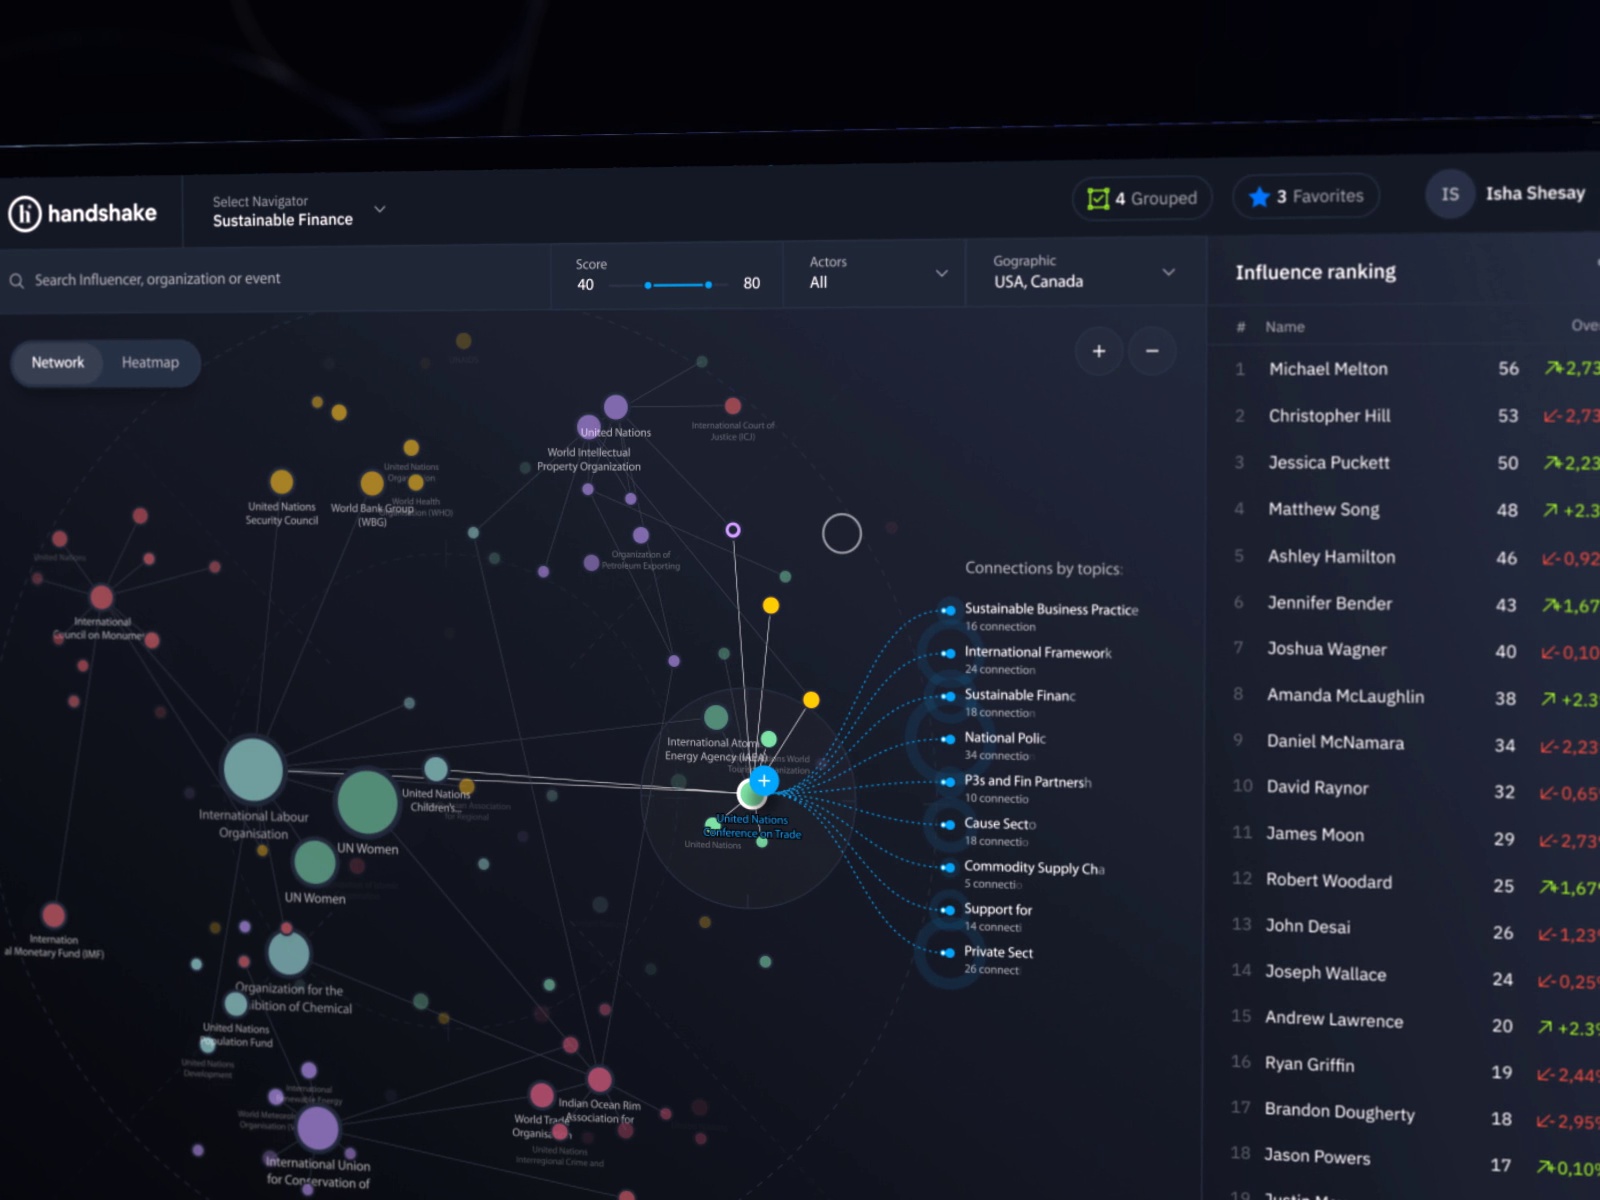 handshake
Select Navigator
Sustainable Finance
4 Grouped
3 Favorites
IS
Isha Shesay
Search Influencer, organization or event
Score
40
80
Actors
All
Gographic
USA, Canada
Network
Heatmap
+
−
United Nations
World Intellectual
Property Organization
International Court of
Justice (ICJ)
United Nations
United Nations
Security Council
World Bank Group
(WBG)
World Health
(WHO)
Organization of
Petroleum Exporting
United Nations
International
Council on Monume
International Labour
Organisation
UN Women
UN Women
United Nations
Children's...
International Atom
Energy Agency (IAEA)
United Nations
Conference on Trade
United Nations
Internation
al Monetary Fund (IMF)
Organization for the
ibition of Chemical
United Nations
Population Fund
United Nations
Development
International
World Trade
Indian Ocean Rim
Association for
United Nations
Interregional Crime and
International Union
for Conservation of
Connections by topics:
Sustainable Business Practice
16 connection
International Framework
24 connection
Sustainable Financ
18 connection
National Polic
34 connectio
P3s and Fin Partnersh
10 connectio
Cause Secto
18 connectio
Commodity Supply Cha
5 connectio
Support for
14 connecti
Private Sect
26 connect
Influence ranking
# Name Ove
1 Michael Melton 56 +2,73
2 Christopher Hill 53 -2,73
3 Jessica Puckett 50 +2,23
4 Matthew Song 48 +2.3
5 Ashley Hamilton 46 -0,92
6 Jennifer Bender 43 +1,67
7 Joshua Wagner 40 -0,10
8 Amanda McLaughlin 38 +2.3
9 Daniel McNamara 34 -2,23
10 David Raynor 32 -0,65
11 James Moon 29 -2,73
12 Robert Woodard 25 +1,67
13 John Desai 26 -1,23
14 Joseph Wallace 24 -0,25
15 Andrew Lawrence 20 +2.3
16 Ryan Griffin 19 -2,44
17 Brandon Dougherty 18 -2,95
18 Jason Powers 17 +0,10
19